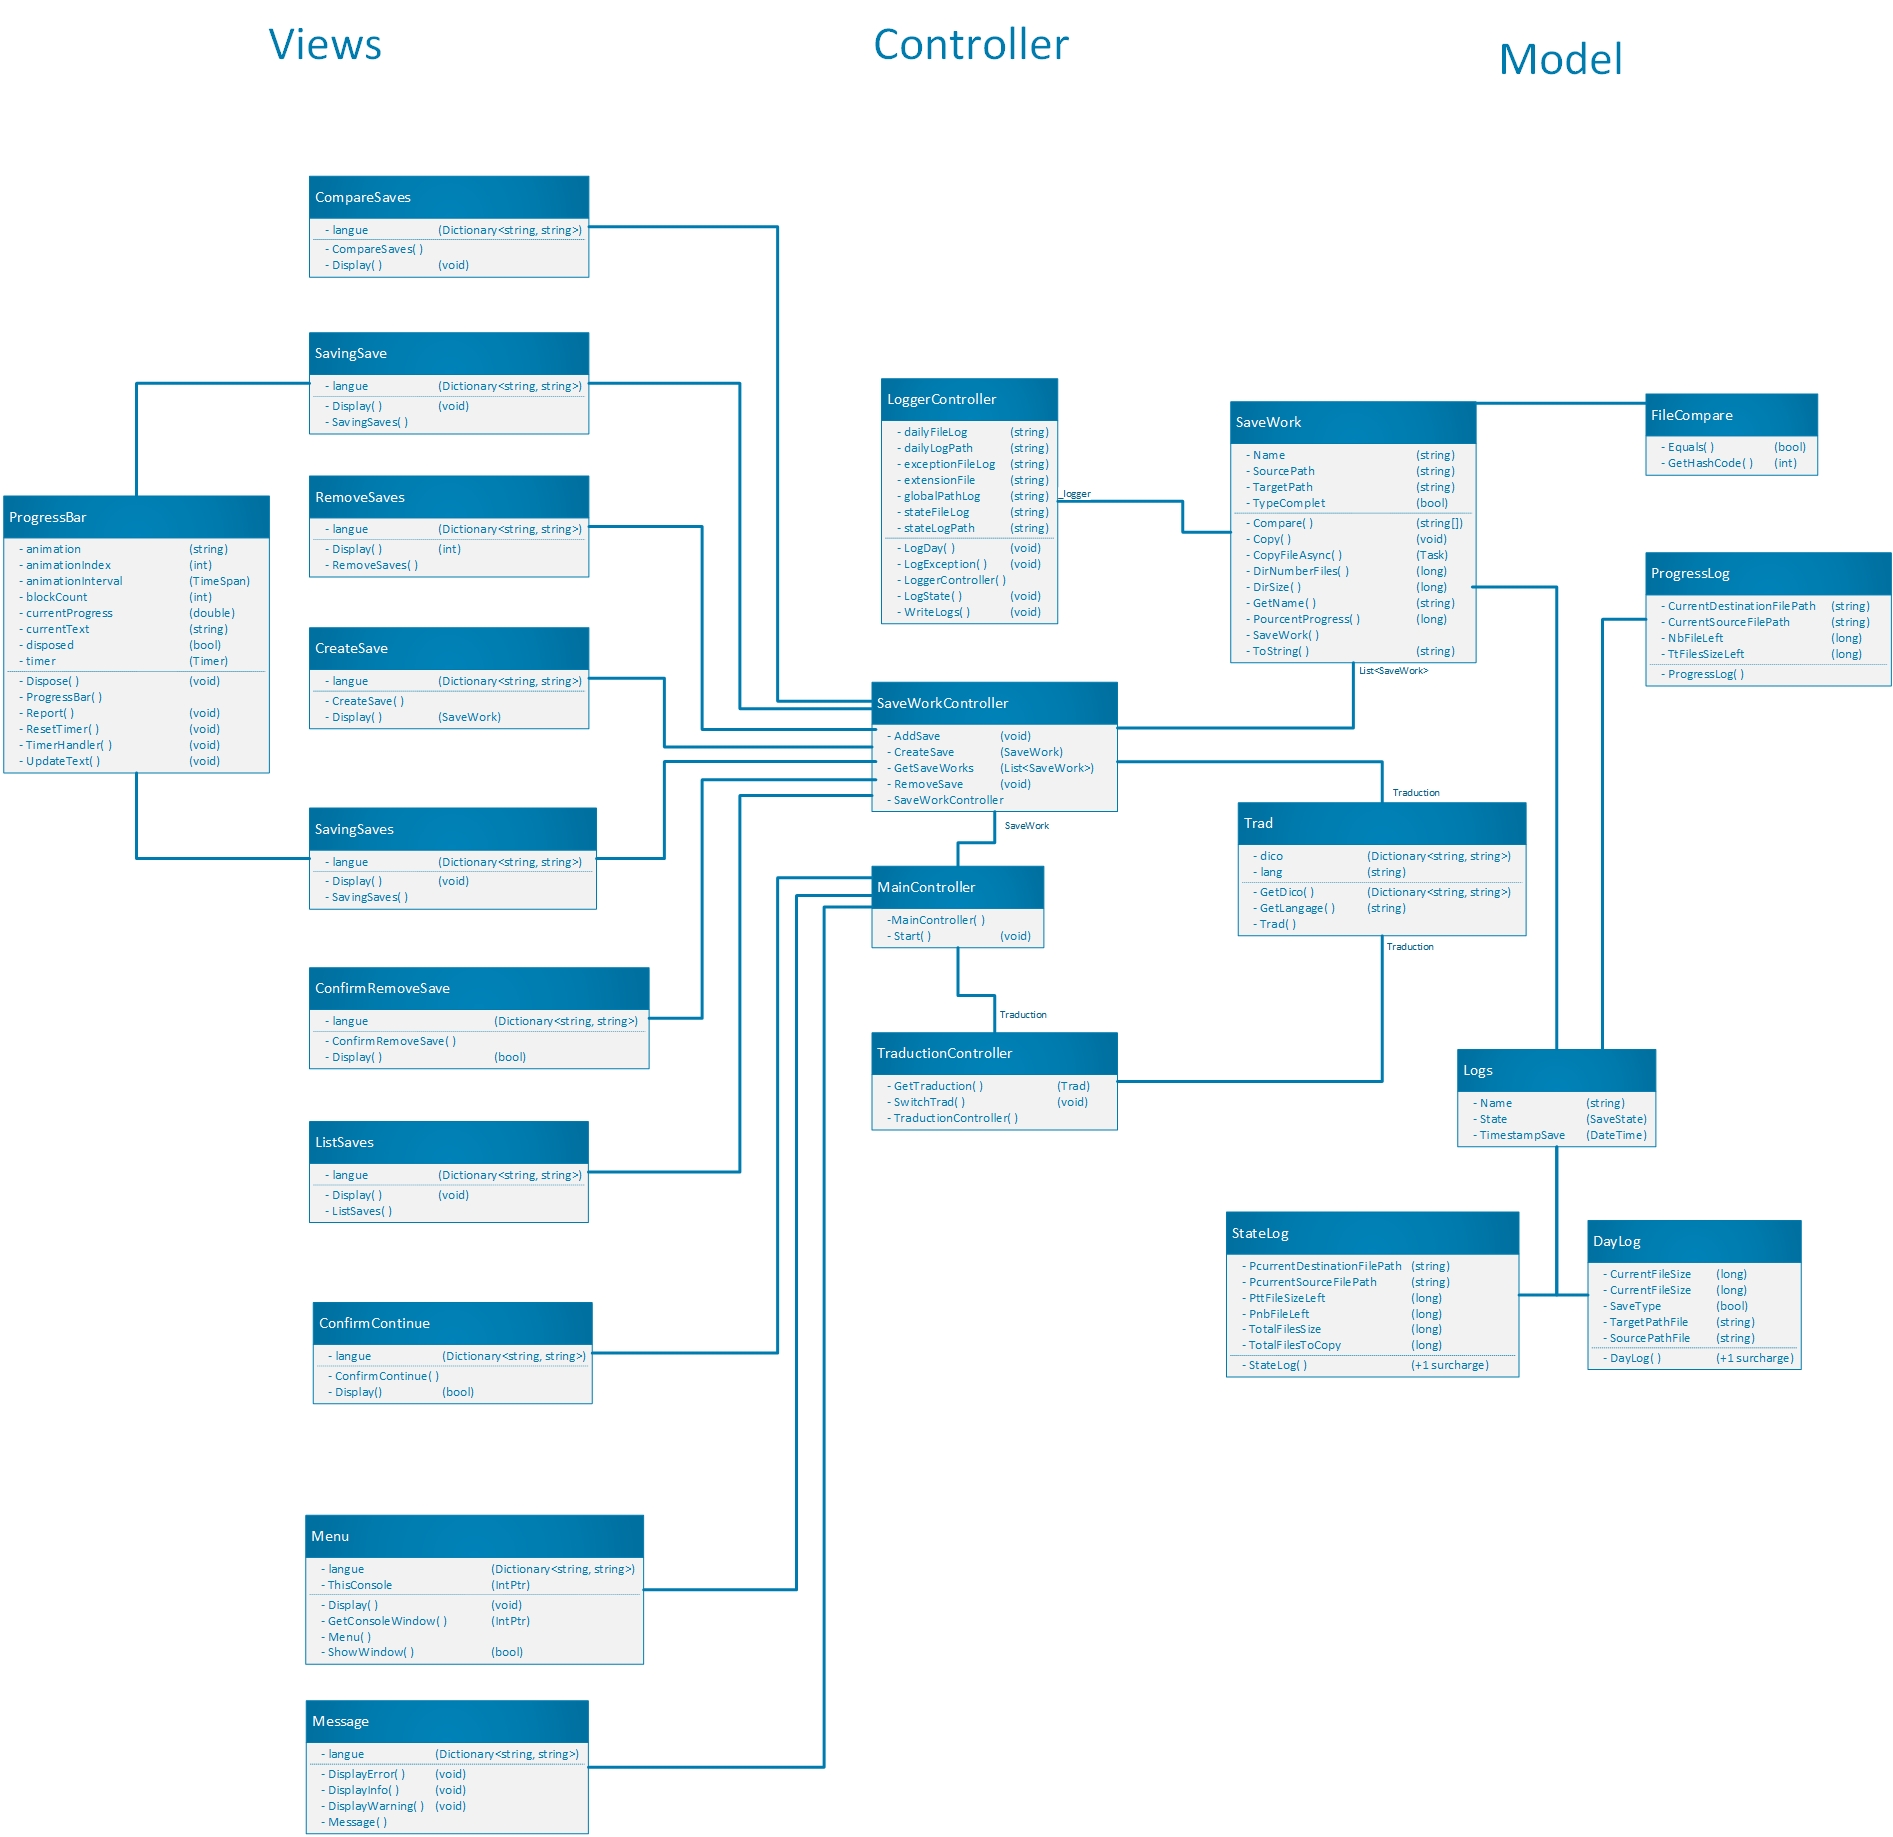 Views
Controller
Model
CompareSaves
- langue (Dictionary<string, string>)
- CompareSaves( )
- Display( ) (void)
SavingSave
- langue (Dictionary<string, string>)
- Display( ) (void)
- SavingSaves( )
RemoveSaves
- langue (Dictionary<string, string>)
- Display( ) (int)
- RemoveSaves( )
ProgressBar
- animation (string)
- animationIndex (int)
- animationInterval (TimeSpan)
- blockCount (int)
- currentProgress (double)
- currentText (string)
- disposed (bool)
- timer (Timer)
- Dispose( ) (void)
- ProgressBar( )
- Report( ) (void)
- ResetTimer( ) (void)
- TimerHandler( ) (void)
- UpdateText( ) (void)
CreateSave
- langue (Dictionary<string, string>)
- CreateSave( )
- Display( ) (SaveWork)
SavingSaves
- langue (Dictionary<string, string>)
- Display( ) (void)
- SavingSaves( )
ConfirmRemoveSave
- langue (Dictionary<string, string>)
- ConfirmRemoveSave( )
- Display( ) (bool)
ListSaves
- langue (Dictionary<string, string>)
- Display( ) (void)
- ListSaves( )
ConfirmContinue
- langue (Dictionary<string, string>)
- ConfirmContinue( )
- Display() (bool)
Menu
- langue (Dictionary<string, string>)
- ThisConsole (IntPtr)
- Display( ) (void)
- GetConsoleWindow( ) (IntPtr)
- Menu( )
- ShowWindow( ) (bool)
Message
- langue (Dictionary<string, string>)
- DisplayError( ) (void)
- DisplayInfo( ) (void)
- DisplayWarning( ) (void)
- Message( )
LoggerController
- dailyFileLog (string)
- dailyLogPath (string)
- exceptionFileLog (string)
- extensionFile (string)
- globalPathLog (string)
- stateFileLog (string)
- stateLogPath (string)
- LogDay( ) (void)
- LogException( ) (void)
- LoggerController( )
- LogState( ) (void)
- WriteLogs( ) (void)
_logger
SaveWorkController
- AddSave (void)
- CreateSave (SaveWork)
- GetSaveWorks (List<SaveWork>)
- RemoveSave (void)
- SaveWorkController
SaveWork
MainController
-MainController( )
- Start( ) (void)
Traduction
TraductionController
- GetTraduction( ) (Trad)
- SwitchTrad( ) (void)
- TraductionController( )
SaveWork
- Name (string)
- SourcePath (string)
- TargetPath (string)
- TypeComplet (bool)
- Compare( ) (string[])
- Copy( ) (void)
- CopyFileAsync( ) (Task)
- DirNumberFiles( ) (long)
- DirSize( ) (long)
- GetName( ) (string)
- PourcentProgress( ) (long)
- SaveWork( )
- ToString( ) (string)
List<SaveWork>
Traduction
Trad
- dico (Dictionary<string, string>)
- lang (string)
- GetDico( ) (Dictionary<string, string>)
- GetLangage( ) (string)
- Trad( )
Traduction
FileCompare
- Equals( ) (bool)
- GetHashCode( ) (int)
ProgressLog
- CurrentDestinationFilePath (string)
- CurrentSourceFilePath (string)
- NbFileLeft (long)
- TtFilesSizeLeft (long)
- ProgressLog( )
Logs
- Name (string)
- State (SaveState)
- TimestampSave (DateTime)
StateLog
- PcurrentDestinationFilePath (string)
- PcurrentSourceFilePath (string)
- PttFileSizeLeft (long)
- PnbFileLeft (long)
- TotalFilesSize (long)
- TotalFilesToCopy (long)
- StateLog( ) (+1 surcharge)
DayLog
- CurrentFileSize (long)
- CurrentFileSize (long)
- SaveType (bool)
- TargetPathFile (string)
- SourcePathFile (string)
- DayLog( ) (+1 surcharge)